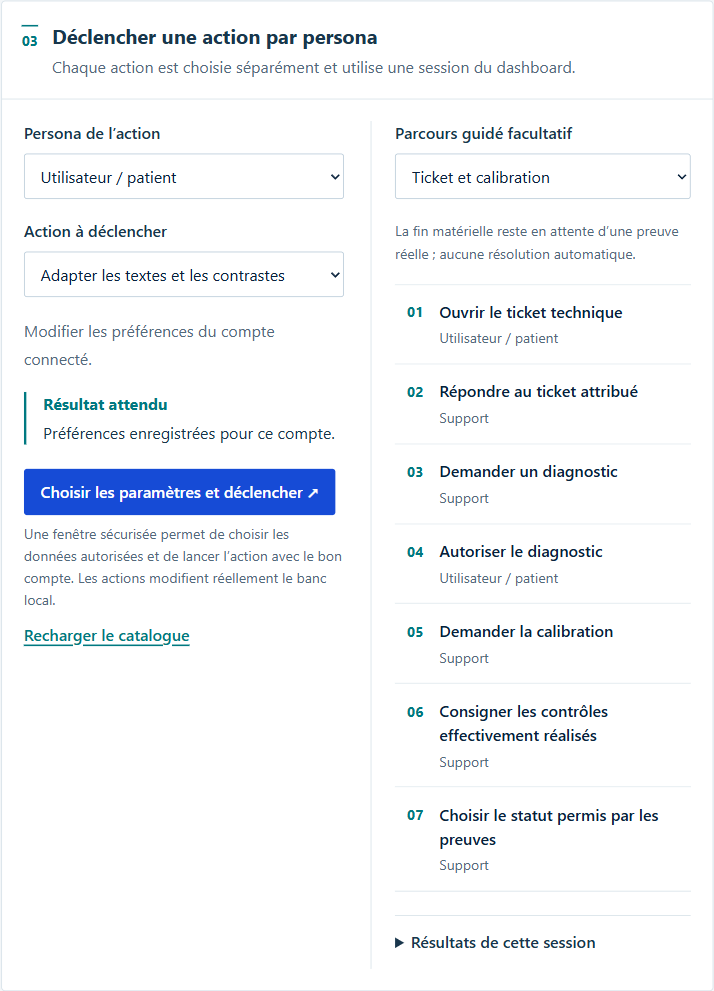 03
Déclencher une action par persona
Chaque action est choisie séparément et utilise une session du dashboard.
Persona de l’action
Utilisateur / patient
Action à déclencher
Adapter les textes et les contrastes
Modifier les préférences du compte
connecté.
Résultat attendu
Préférences enregistrées pour ce compte.
Choisir les paramètres et déclencher ↗
Une fenêtre sécurisée permet de choisir les
données autorisées et de lancer l’action avec le bon
compte. Les actions modifient réellement le banc
local.
Recharger le catalogue
Parcours guidé facultatif
Ticket et calibration
La fin matérielle reste en attente d’une preuve
réelle ; aucune résolution automatique.
01
Ouvrir le ticket technique
Utilisateur / patient
02
Répondre au ticket attribué
Support
03
Demander un diagnostic
Support
04
Autoriser le diagnostic
Utilisateur / patient
05
Demander la calibration
Support
06
Consigner les contrôles
effectivement réalisés
Support
07
Choisir le statut permis par les
preuves
Support
Résultats de cette session